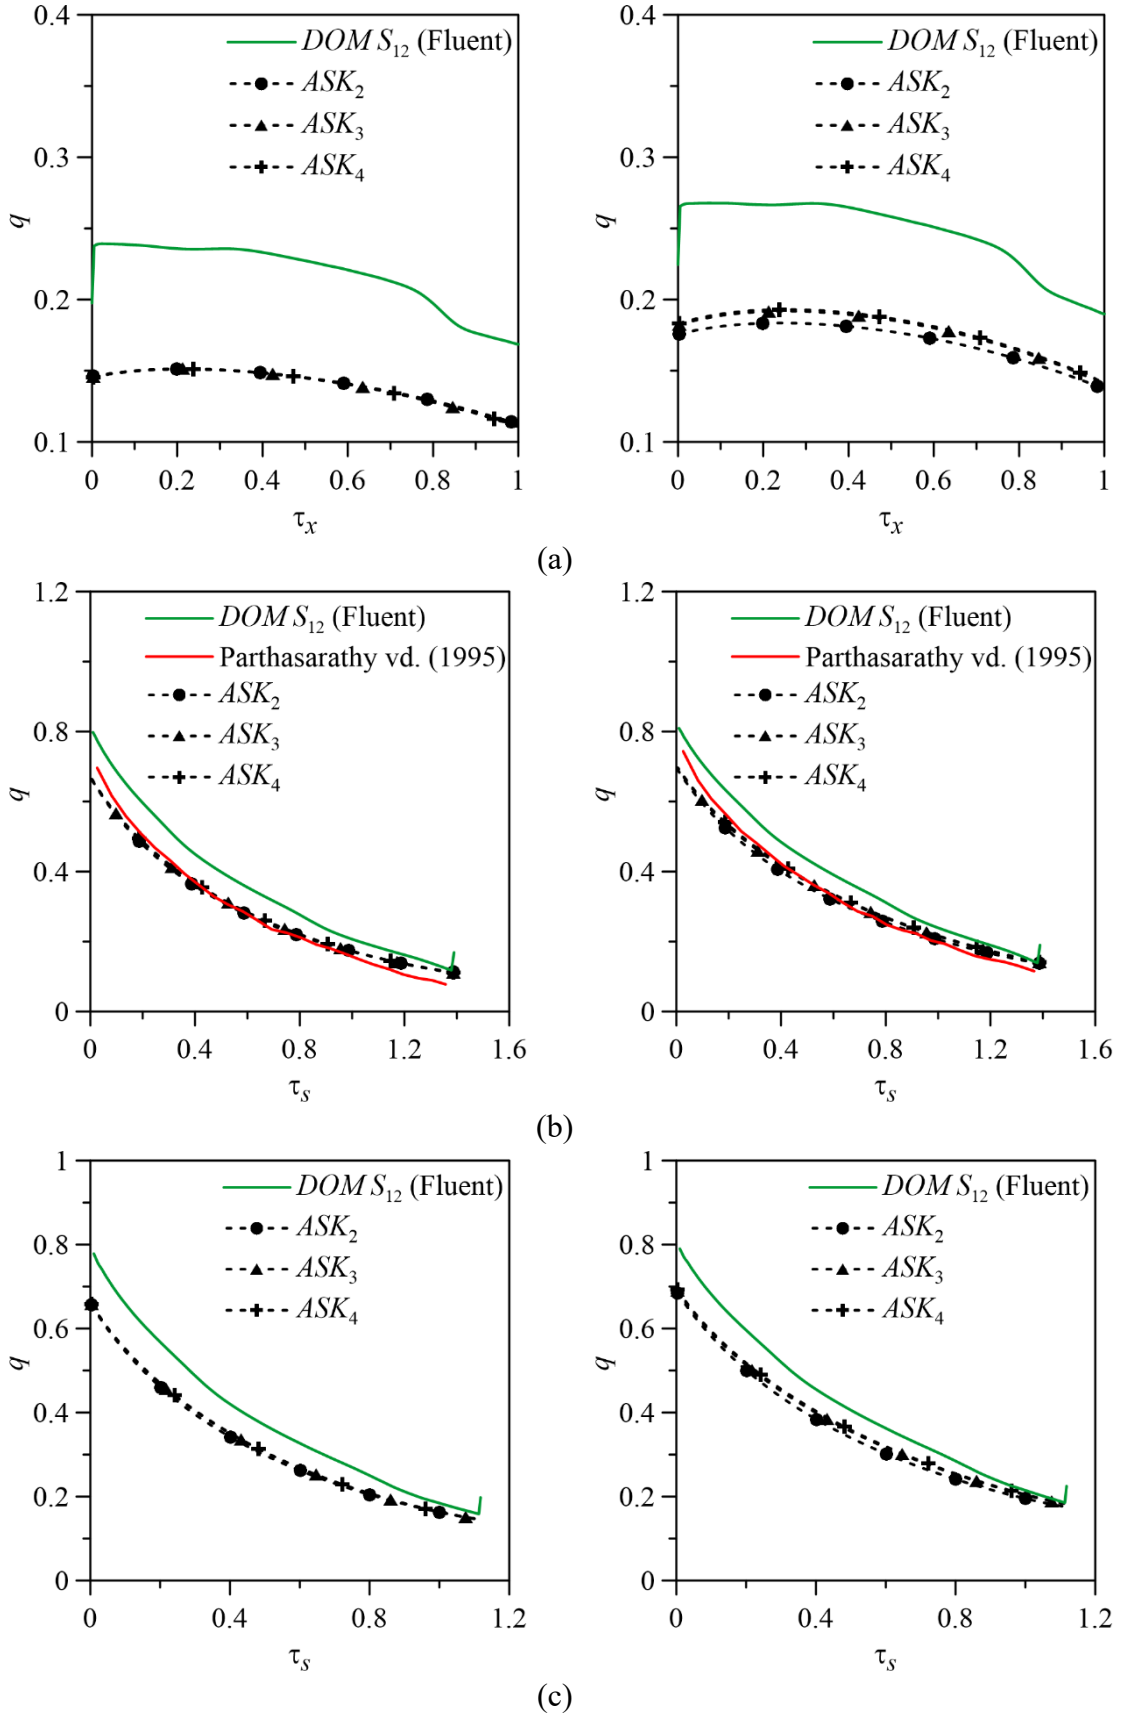 0.4
0.3
0.2
0.1
q
DOM S₁₂ (Fluent)
ASK₂
ASK₃
ASK₄
0 0.2 0.4 0.6 0.8 1
τₓ
0.4
0.3
0.2
0.1
q
DOM S₁₂ (Fluent)
ASK₂
ASK₃
ASK₄
0 0.2 0.4 0.6 0.8 1
τₓ
(a)
1.2
0.8
0.4
0
q
DOM S₁₂ (Fluent)
Parthasarathy vd. (1995)
ASK₂
ASK₃
ASK₄
0 0.4 0.8 1.2 1.6
τₛ
1.2
0.8
0.4
0
q
DOM S₁₂ (Fluent)
Parthasarathy vd. (1995)
ASK₂
ASK₃
ASK₄
0 0.4 0.8 1.2 1.6
τₛ
(b)
1
0.8
0.6
0.4
0.2
0
q
DOM S₁₂ (Fluent)
ASK₂
ASK₃
ASK₄
0 0.4 0.8 1.2
τₛ
1
0.8
0.6
0.4
0.2
0
q
DOM S₁₂ (Fluent)
ASK₂
ASK₃
ASK₄
0 0.4 0.8 1.2
τₛ
(c)